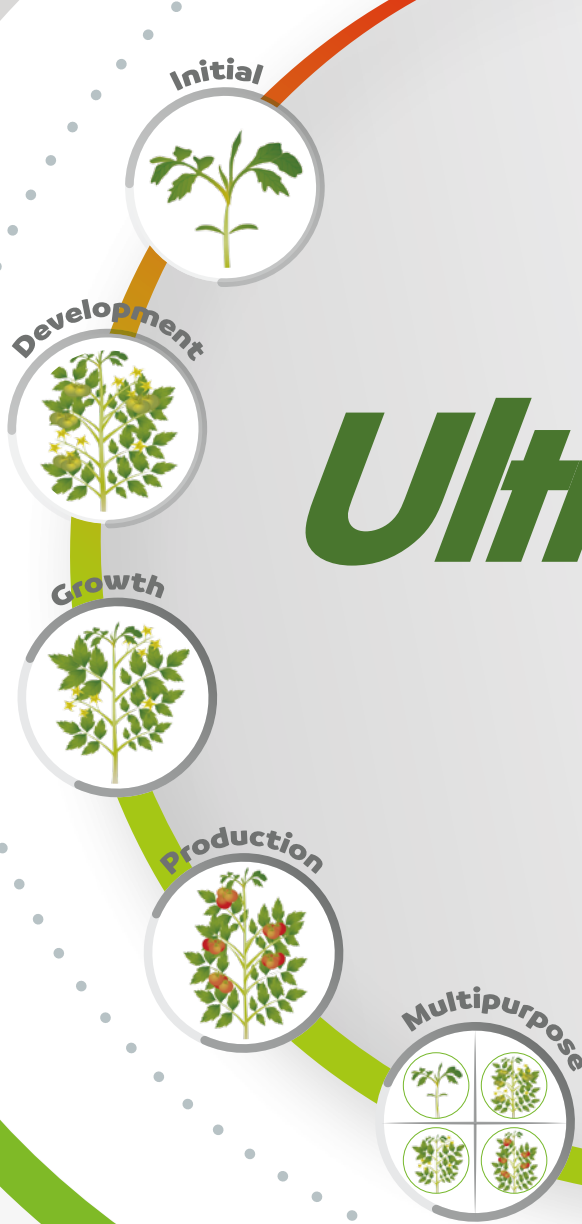 Initial
Development
Ult
Growth
Production
Multipurpose